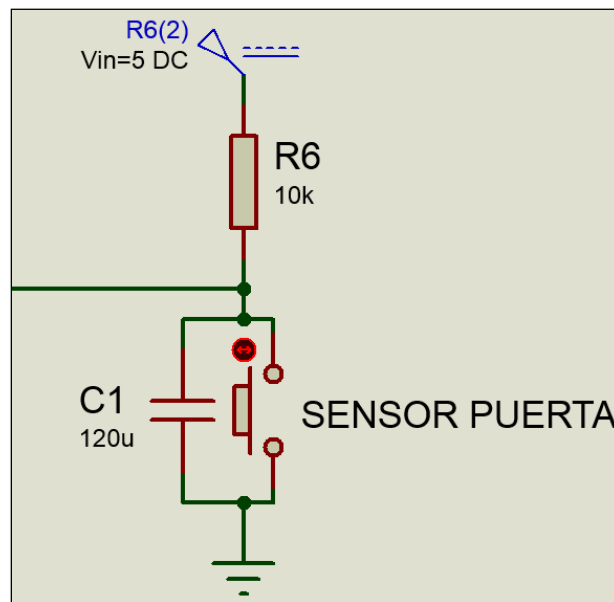 R6(2)
Vin=5 DC
R6
10k
C1
120u
SENSOR PUERTA